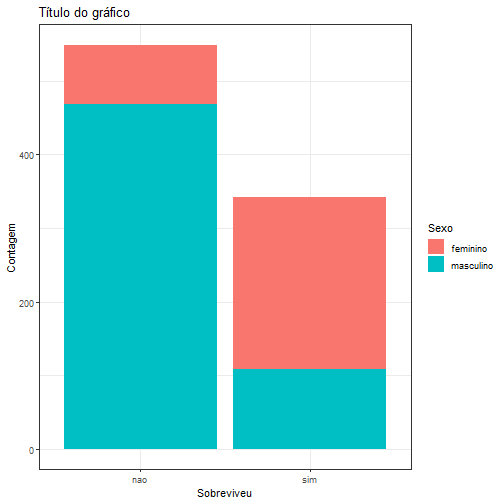 Título do gráfico
Contagem
400
200
0
nao
sim
Sobreviveu
Sexo
feminino
masculino